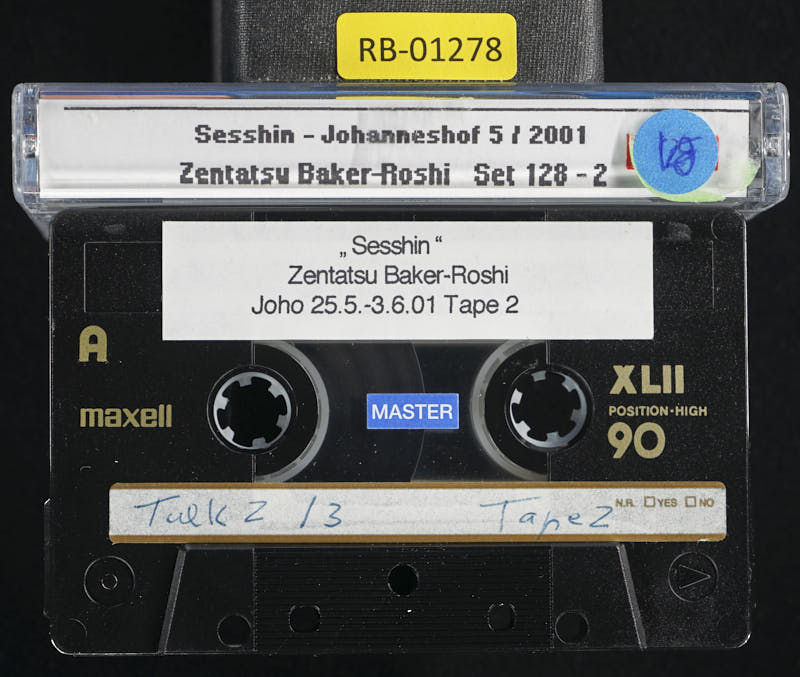 RB-01278
Sesshin - Johanneshof 5 / 2001
Zentatsu Baker-Roshi Set 128 - 2
„Sesshin“
Zentatsu Baker-Roshi
Joho 25.5.-3.6.01 Tape 2
A
maxell
MASTER
XLII
POSITION·HIGH
90
Talk 2 / 3 Tape 2
N.R. ☐YES ☐NO